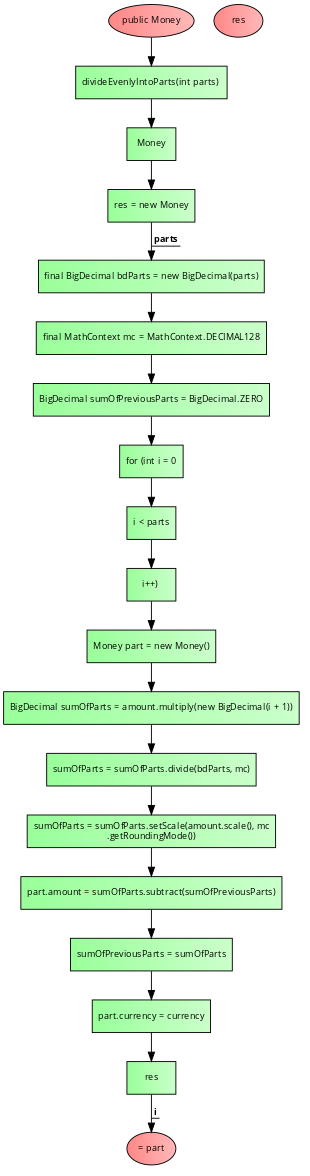 public Money
res
divideEvenlyIntoParts(int parts)
Money
res = new Money
parts
final BigDecimal bdParts = new BigDecimal(parts)
final MathContext mc = MathContext.DECIMAL128
BigDecimal sumOfPreviousParts = BigDecimal.ZERO
for (int i = 0
i < parts
i++)
Money part = new Money()
BigDecimal sumOfParts = amount.multiply(new BigDecimal(i + 1))
sumOfParts = sumOfParts.divide(bdParts, mc)
sumOfParts = sumOfParts.setScale(amount.scale(), mc
.getRoundingMode())
part.amount = sumOfParts.subtract(sumOfPreviousParts)
sumOfPreviousParts = sumOfParts
part.currency = currency
res
i
= part